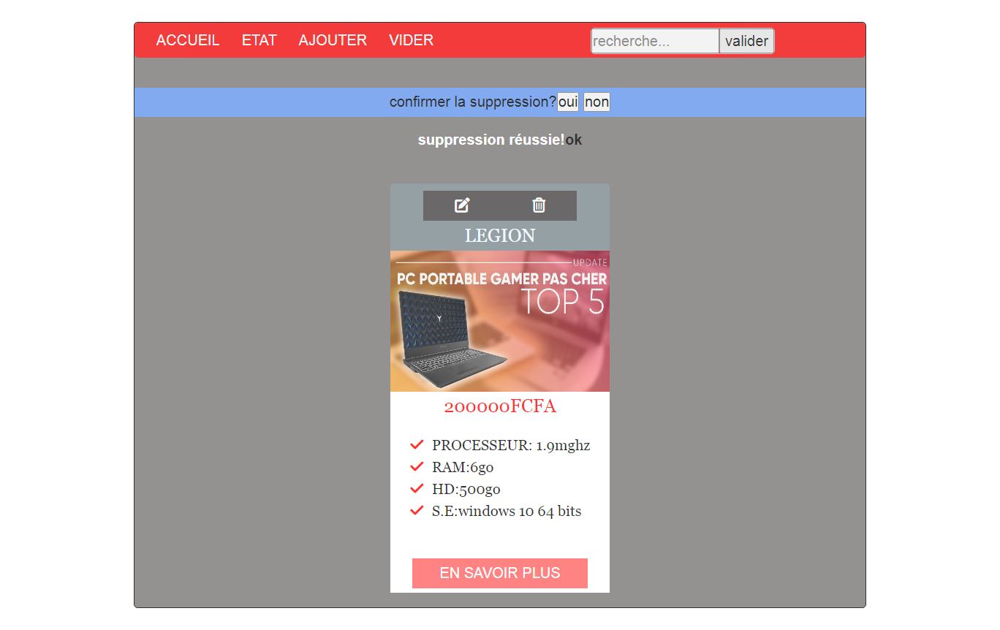 ACCUEIL ETAT AJOUTER VIDER recherche... valider
confirmer la suppression? oui non
suppression réussie!ok
LEGION
UPDATE
PC PORTABLE GAMER PAS CHER
TOP 5
200000FCFA
PROCESSEUR: 1.9mghz
RAM:6go
HD:500go
S.E:windows 10 64 bits
EN SAVOIR PLUS